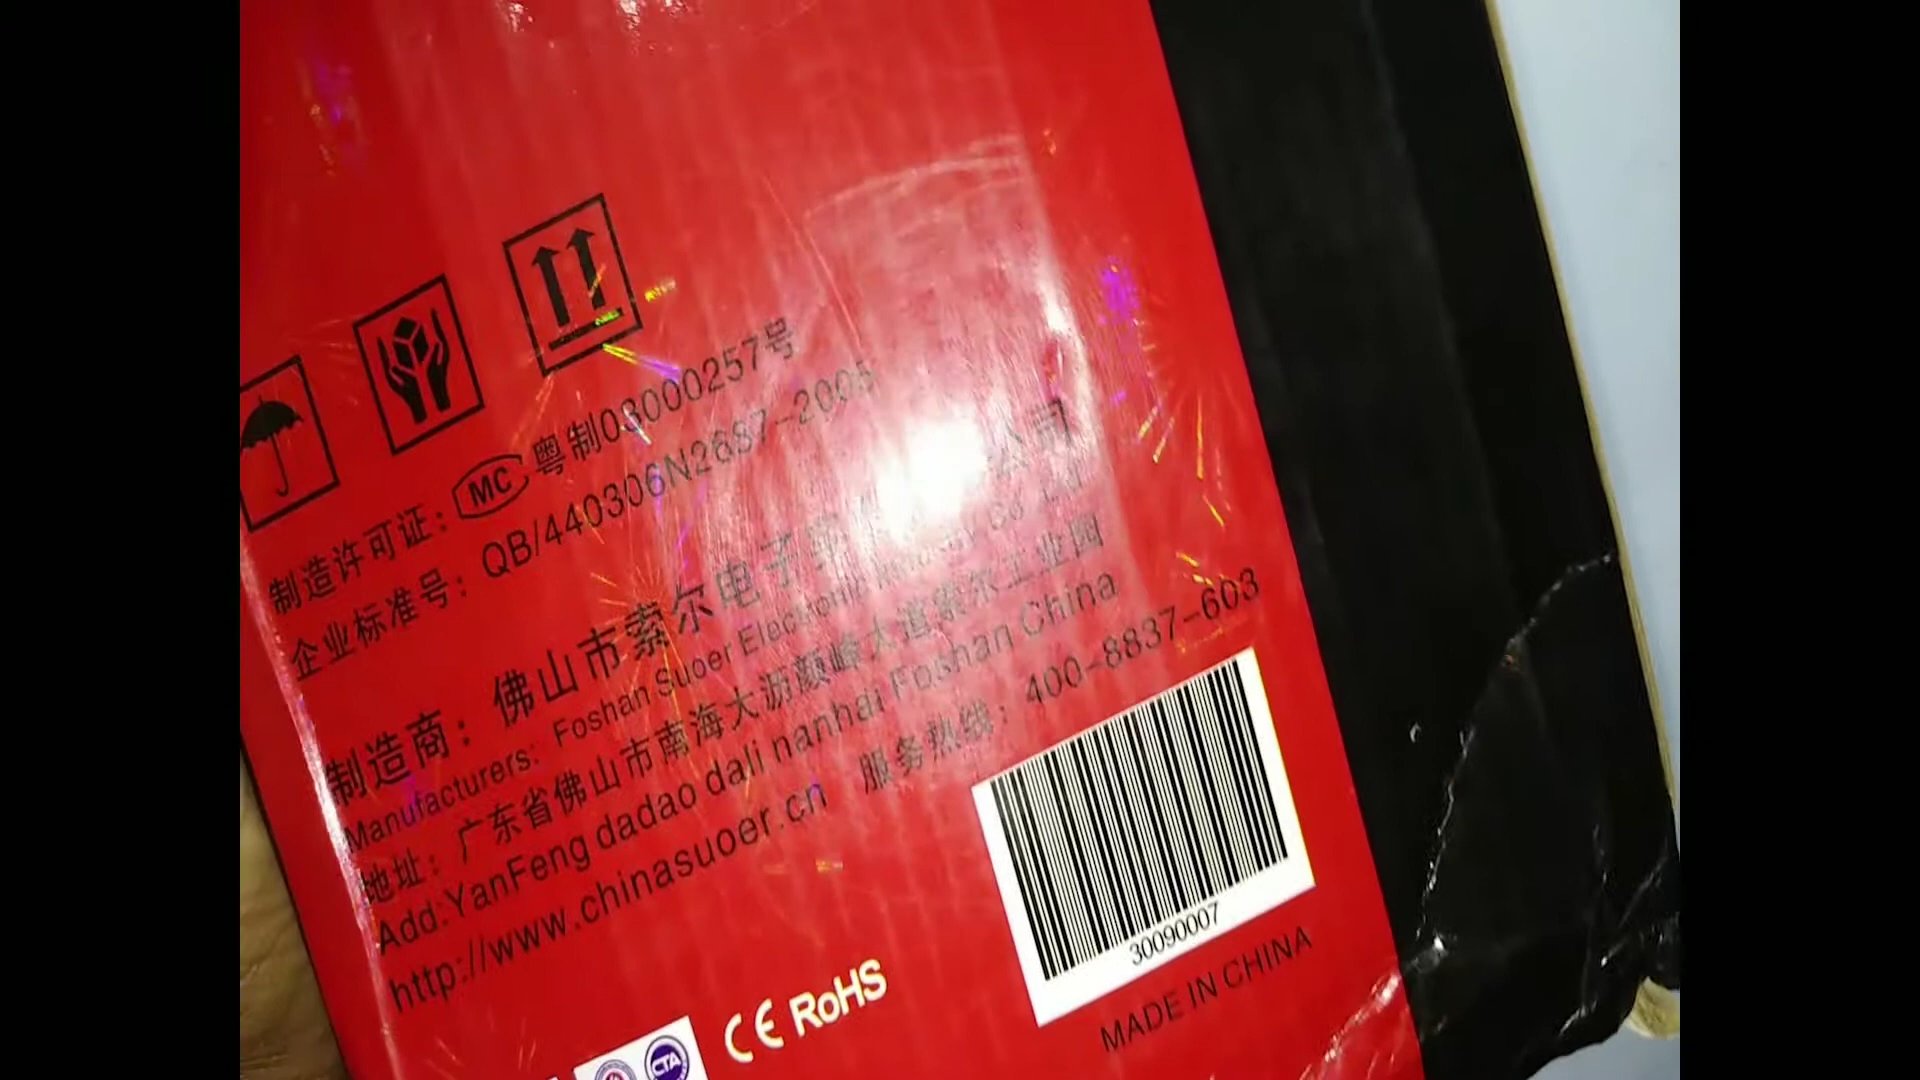 制造许可证： MC 粤制03000257号
企业标准号： QB/440306N2687-2005
制造商： 佛山市索尔电子 公司
Manufacturers: Foshan Suoer Electronic Co Ltd
地址： 广东省佛山市南海大沥颜峰大道索尔工业园
Add:YanFeng dadao dali nanhai Foshan China
http://www.chinasuoer.cn 服务热线：400-8837-603
30090007
MADE IN CHINA
CE RoHS
CTA